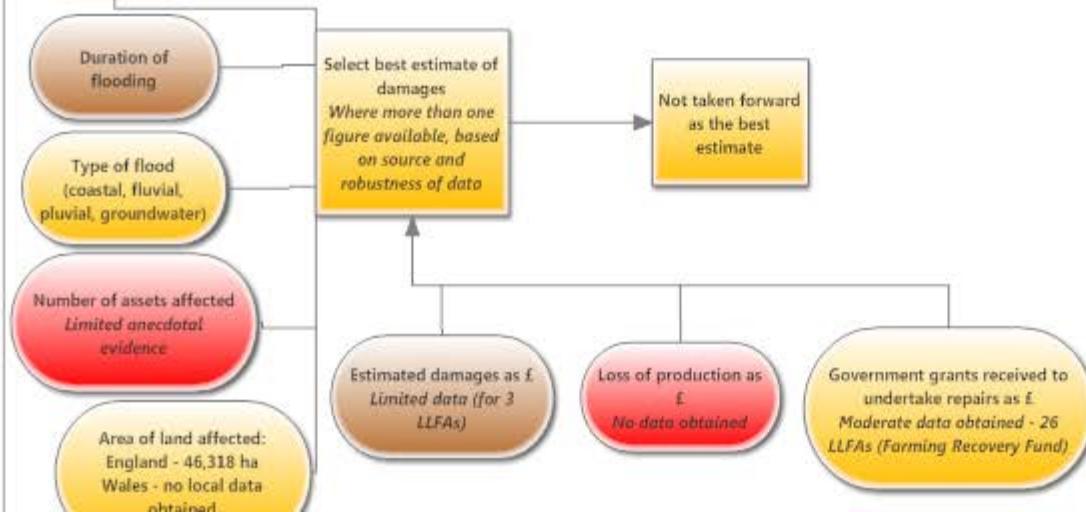 Duration of
flooding
Select best estimate of
damages
Where more than one
figure available, based
on source and
robustness of data
Not taken forward
as the best
estimate
Type of flood
(coastal, fluvial,
pluvial, groundwater)
Number of assets affected
Limited anecdotal
evidence
Estimated damages as £
Limited data (for 3
LLFAs)
Loss of production as
£
No data obtained
Government grants received to
undertake repairs as £
Moderate data obtained - 26
LLFAs (Farming Recovery Fund)
Area of land affected:
England - 46,318 ha
Wales - no local data
obtained.